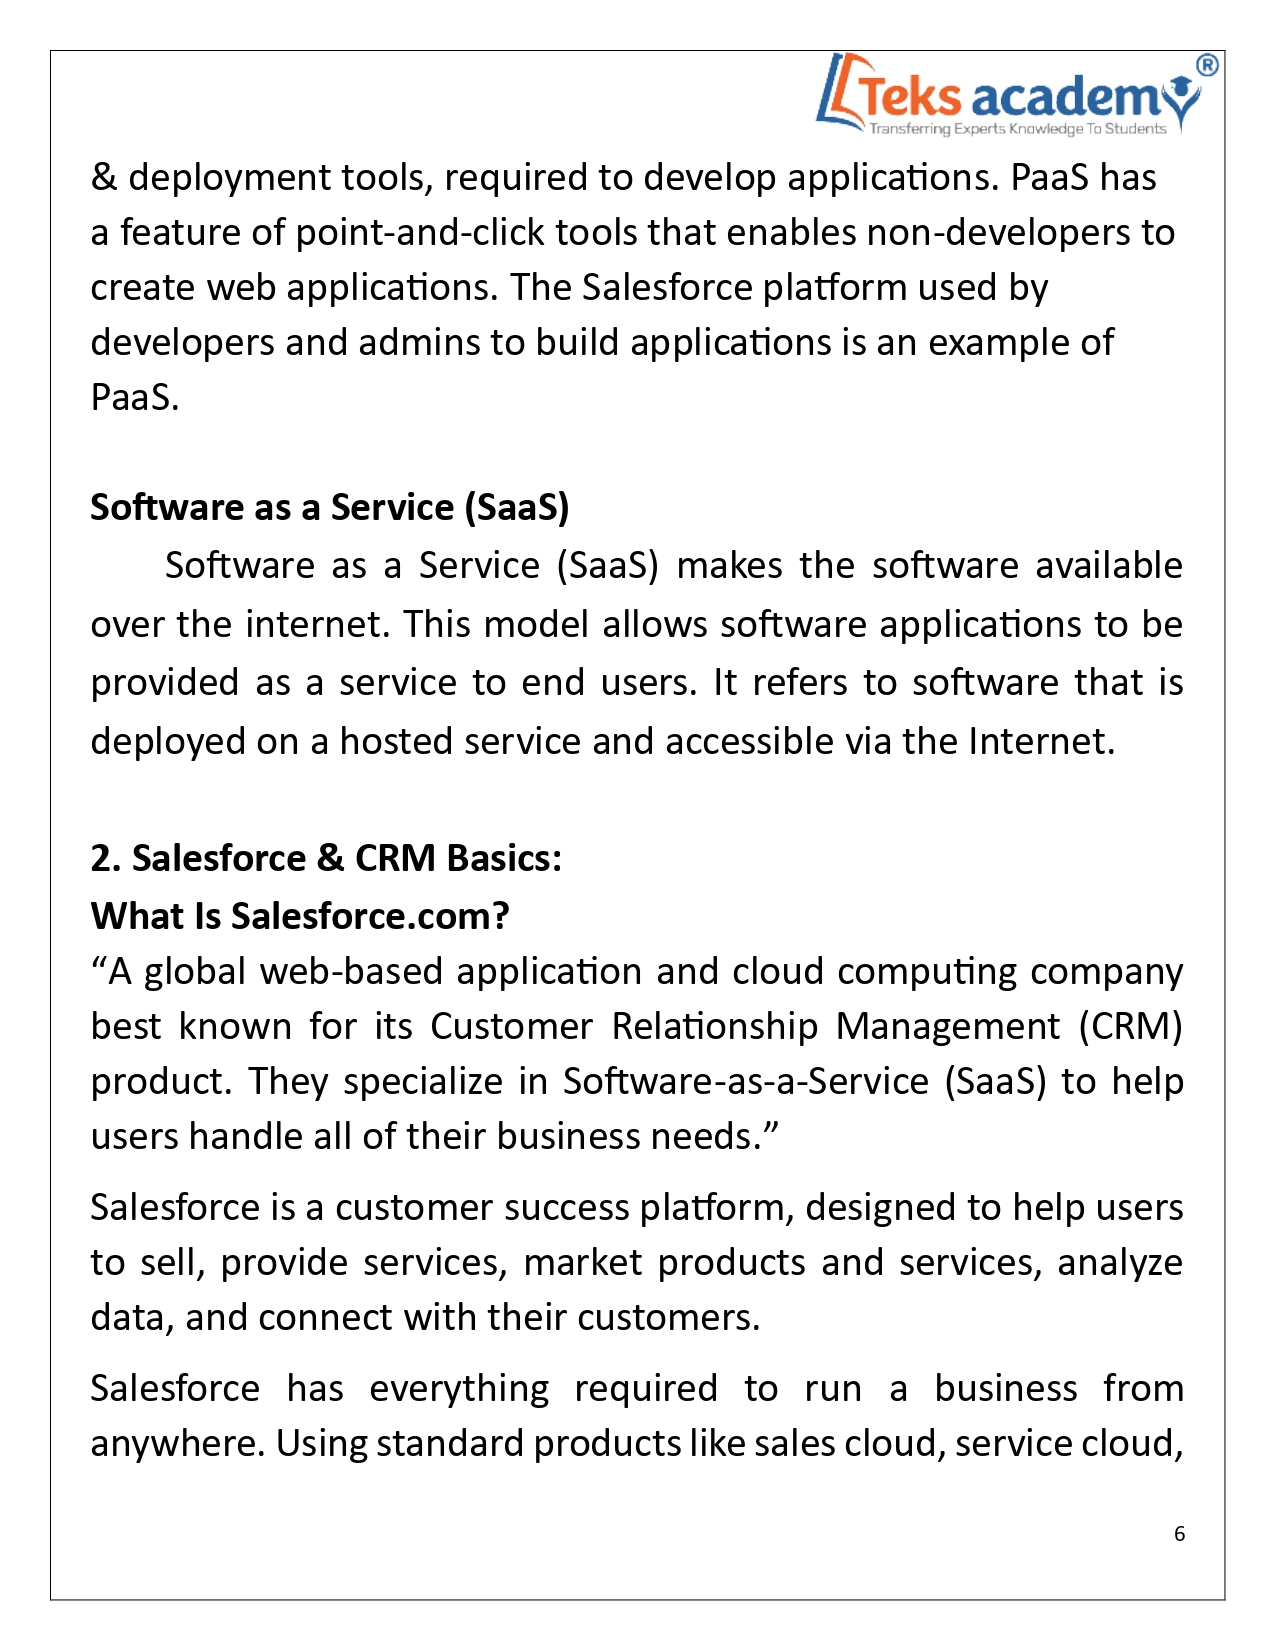 Teks academy®
Transferring Experts Knowledge To Students
& deployment tools, required to develop applications. PaaS has
a feature of point-and-click tools that enables non-developers to
create web applications. The Salesforce platform used by
developers and admins to build applications is an example of
PaaS.
Software as a Service (SaaS)
Software as a Service (SaaS) makes the software available
over the internet. This model allows software applications to be
provided as a service to end users. It refers to software that is
deployed on a hosted service and accessible via the Internet.
2. Salesforce & CRM Basics:
What Is Salesforce.com?
“A global web-based application and cloud computing company
best known for its Customer Relationship Management (CRM)
product. They specialize in Software-as-a-Service (SaaS) to help
users handle all of their business needs.”
Salesforce is a customer success platform, designed to help users
to sell, provide services, market products and services, analyze
data, and connect with their customers.
Salesforce has everything required to run a business from
anywhere. Using standard products like sales cloud, service cloud,
6